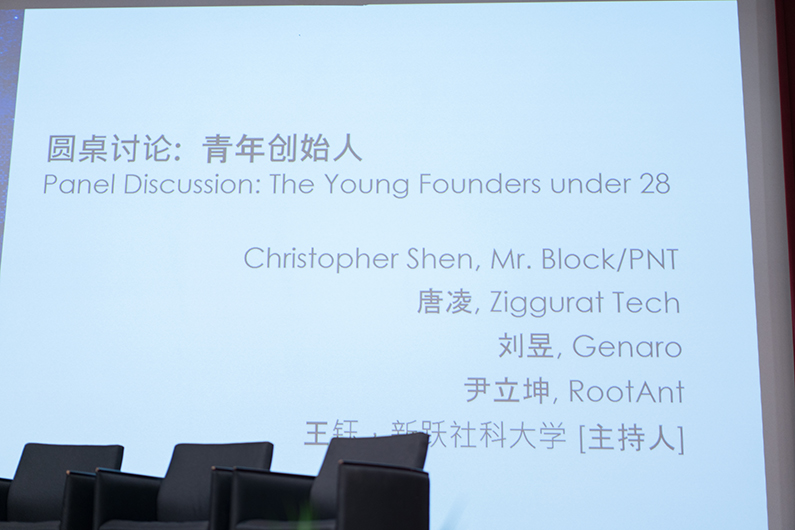 圆桌讨论: 青年创始人
Panel Discussion: The Young Founders under 28
Christopher Shen, Mr. Block/PNT
唐凌, Ziggurat Tech
刘昱, Genaro
尹立坤, RootAnt
王钰，新跃社科大学 [主持人]